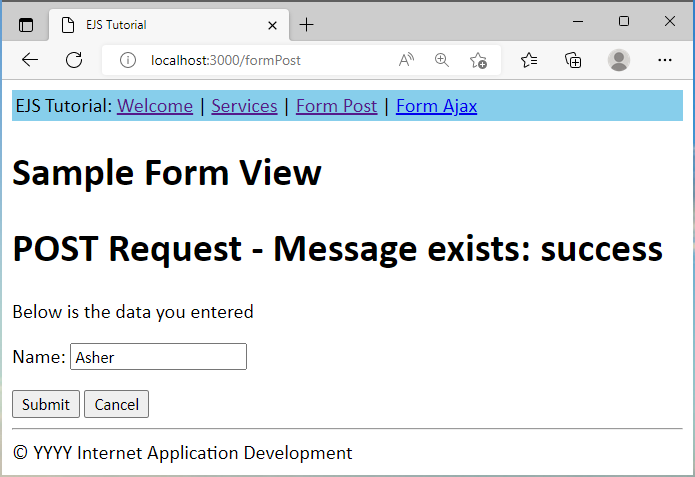 EJS Tutorial
localhost:3000/formPost
EJS Tutorial: Welcome | Services | Form Post | Form Ajax
Sample Form View
POST Request - Message exists: success
Below is the data you entered
Name: Asher
Submit Cancel
© YYYY Internet Application Development